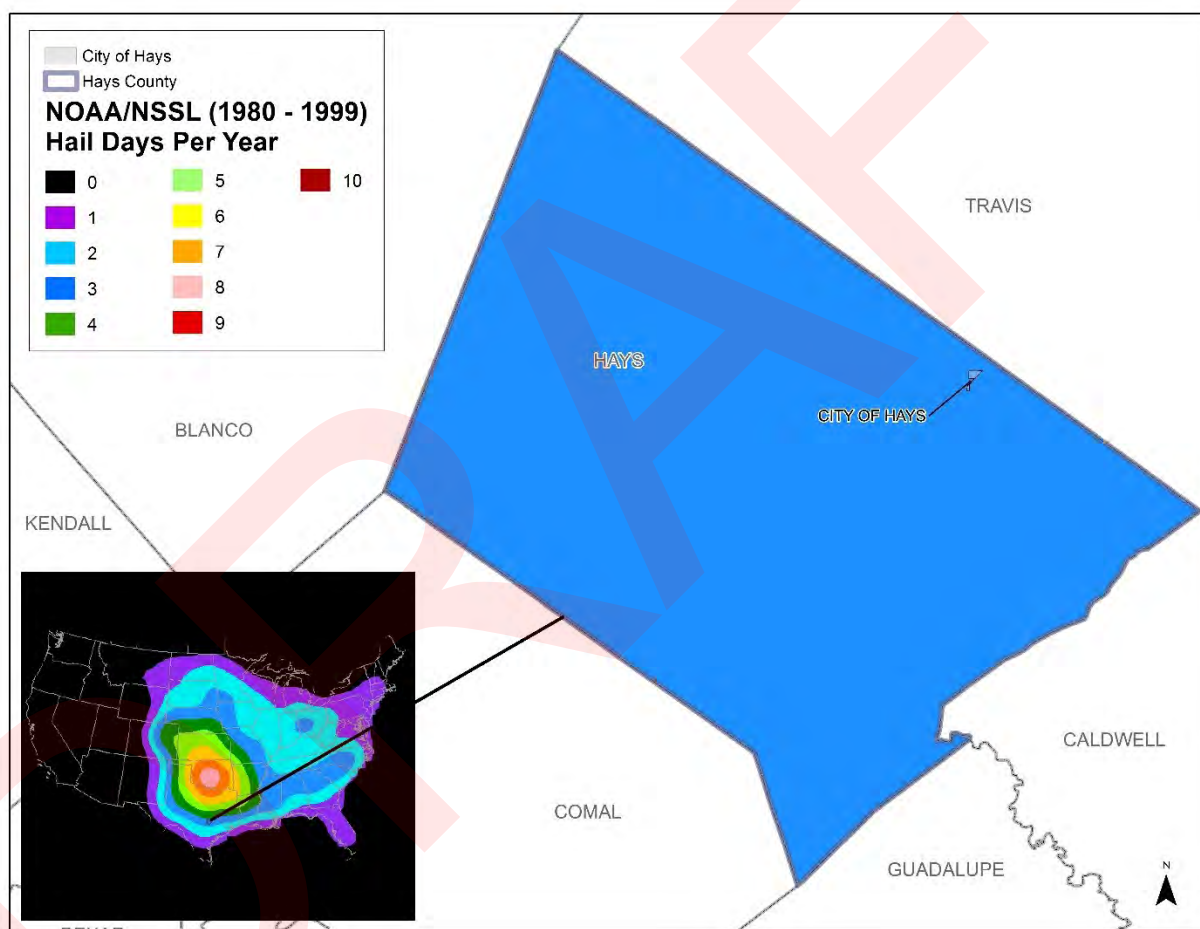 City of Hays
Hays County
NOAA/NSSL (1980 - 1999)
Hail Days Per Year
0 5 10
1 6
2 7
3 8
4 9
TRAVIS
HAYS
CITY OF HAYS
BLANCO
KENDALL
CALDWELL
COMAL
GUADALUPE
N
DRAFT